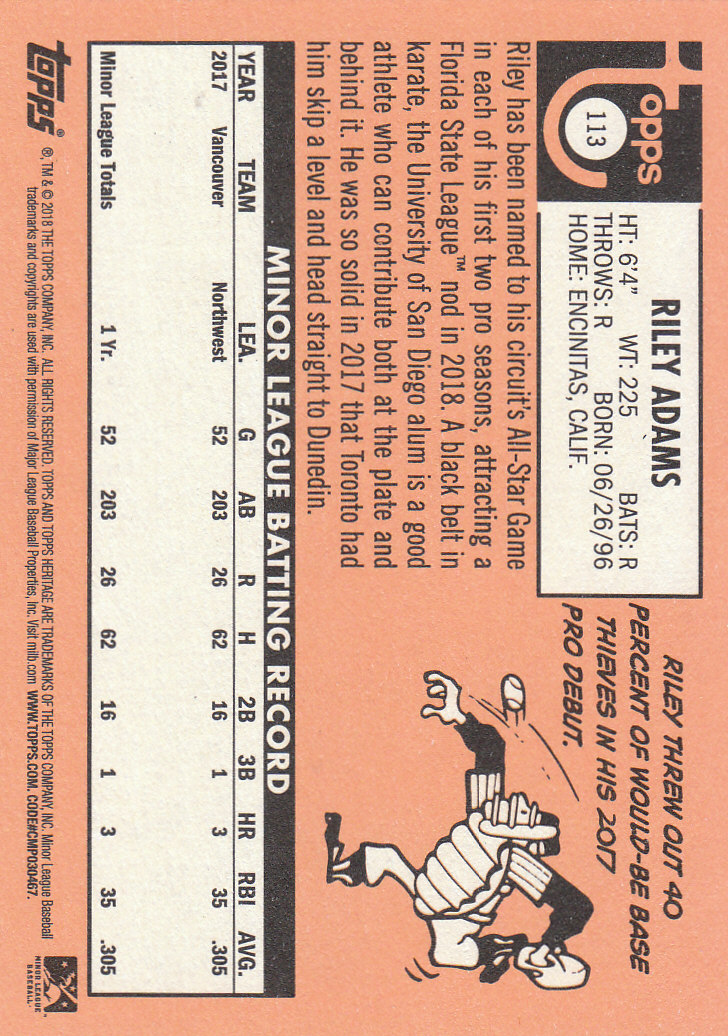 topps
113
RILEY ADAMS
HT: 6'4" WT: 225 BATS: R
THROWS: R BORN: 06/26/96
HOME: ENCINITAS, CALIF.
RILEY THREW OUT 40
PERCENT OF WOULD-BE BASE
THIEVES IN HIS 2017
PRO DEBUT.
Riley has been named to his circuit's All-Star Game
in each of his first two pro seasons, attracting a
Florida State League™ nod in 2018. A black belt in
karate, the University of San Diego alum is a good
athlete who can contribute both at the plate and
behind it. He was so solid in 2017 that Toronto had
him skip a level and head straight to Dunedin.
MINOR LEAGUE BATTING RECORD
YEAR TEAM LEA. G AB R H 2B 3B HR RBI AVG.
2017 Vancouver Northwest 52 203 26 62 16 1 3 35 .305
Minor League Totals 1 Yr. 52 203 26 62 16 1 3 35 .305
topps® ®, TM & © 2018 THE TOPPS COMPANY, INC. ALL RIGHTS RESERVED. TOPPS AND TOPPS HERITAGE ARE TRADEMARKS OF THE TOPPS COMPANY, INC. Minor League Baseball
trademarks and copyrights are used with permission of Major League Baseball Properties, Inc. Visit milb.com WWW.TOPPS.COM. CODE#CMP030467.
MINOR LEAGUE
BASEBALL